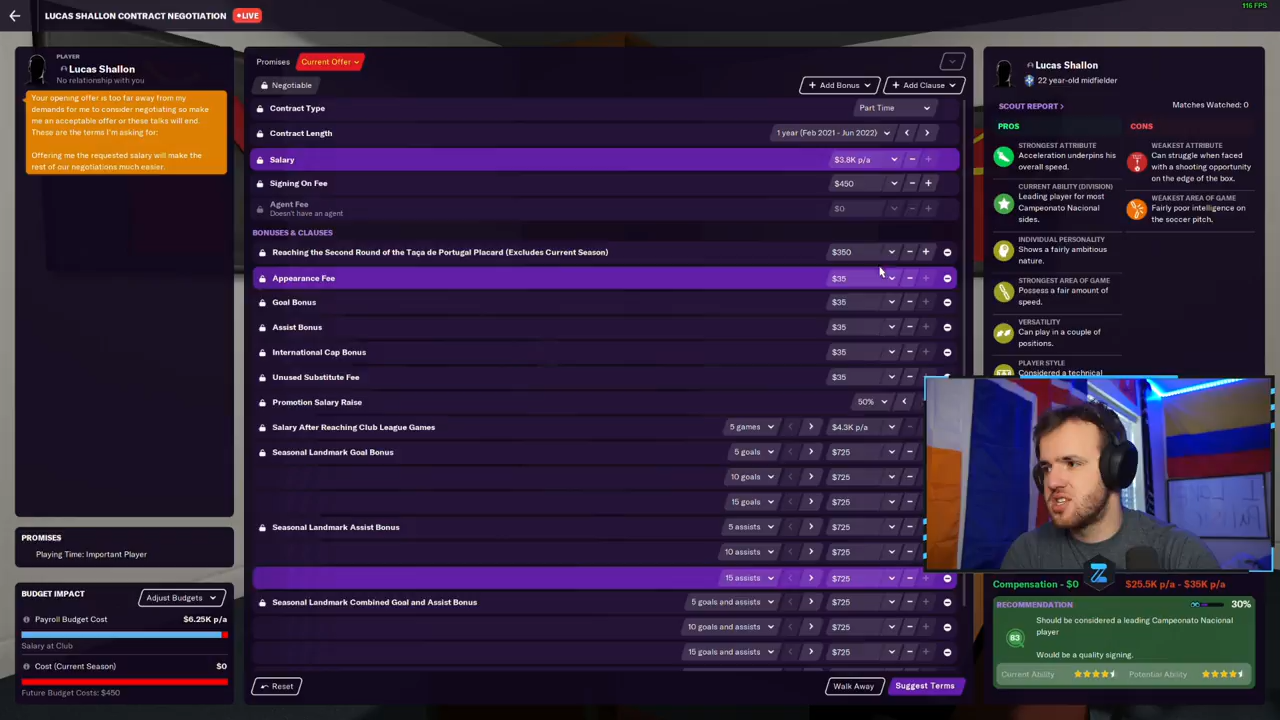 116 FPS
LUCAS SHALLON CONTRACT NEGOTIATION
LIVE
PLAYER
Lucas Shallon
No relationship with you
Your opening offer is too far away from my
demands for me to consider negotiating so make
me an acceptable offer or these talks will end.
These are the terms I'm asking for:
Offering me the requested salary will make the
rest of our negotiations much easier.
PROMISES
Playing Time: Important Player
BUDGET IMPACT
Adjust Budgets
Payroll Budget Cost $6.25K p/a
Salary at Club
Cost (Current Season) $0
Future Budget Costs: $450
Promises Current Offer
Negotiable
+ Add Bonus + Add Clause
Contract Type Part Time
Contract Length 1 year (Feb 2021 - Jun 2022)
Salary $3.8K p/a
Signing On Fee $450
Agent Fee
Doesn't have an agent $0
BONUSES & CLAUSES
Reaching the Second Round of the Taça de Portugal Placard (Excludes Current Season) $350
Appearance Fee $35
Goal Bonus $35
Assist Bonus $35
International Cap Bonus $35
Unused Substitute Fee $35
Promotion Salary Raise 50%
Salary After Reaching Club League Games 5 games $4.3K p/a
Seasonal Landmark Goal Bonus 5 goals $725
10 goals $725
15 goals $725
Seasonal Landmark Assist Bonus 5 assists $725
10 assists $725
15 assists $725
Seasonal Landmark Combined Goal and Assist Bonus 5 goals and assists $725
10 goals and assists $725
15 goals and assists $725
Reset
Walk Away
Suggest Terms
Lucas Shallon
22 year-old midfielder
SCOUT REPORT > Matches Watched: 0
PROS
STRONGEST ATTRIBUTE
Acceleration underpins his
overall speed.
CURRENT ABILITY (DIVISION)
Leading player for most
Campeonato Nacional
sides.
INDIVIDUAL PERSONALITY
Shows a fairly ambitious
nature.
STRONGEST AREA OF GAME
Possess a fair amount of
speed.
VERSATILITY
Can play in a couple of
positions.
PLAYER STYLE
Considered a technical
CONS
WEAKEST ATTRIBUTE
Can struggle when faced
with a shooting opportunity
on the edge of the box.
WEAKEST AREA OF GAME
Fairly poor intelligence on
the soccer pitch.
Compensation - $0 $25.5K p/a - $35K p/a
RECOMMENDATION 30%
B3
Should be considered a leading Campeonato Nacional
player
Would be a quality signing.
Current Ability Potential Ability